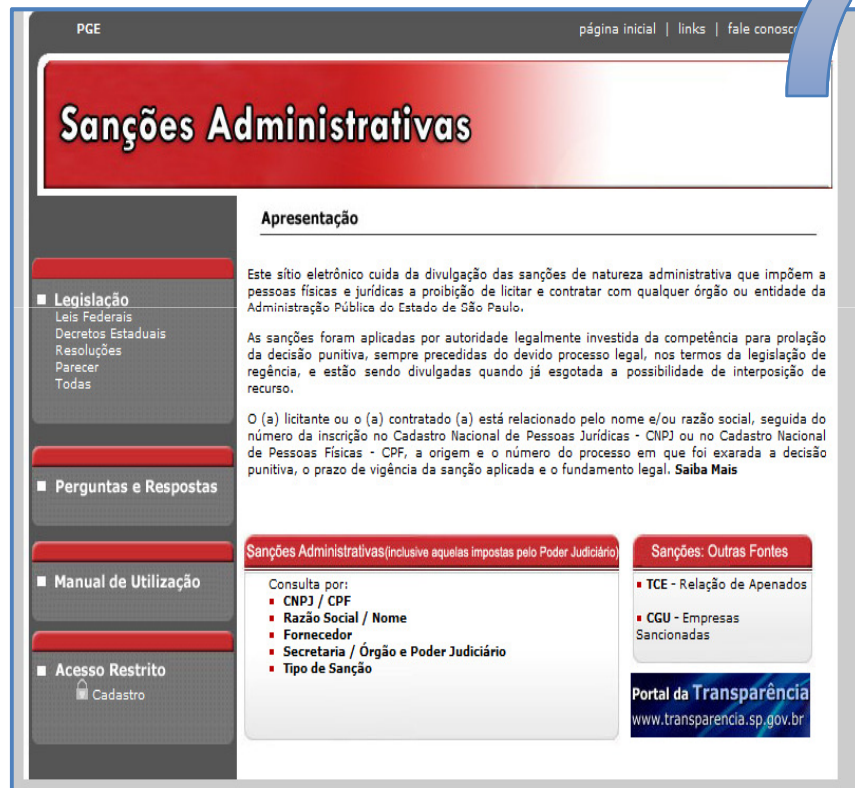 PGE
página inicial | links | fale conosco
Sanções Administrativas
Apresentação
Este sítio eletrônico cuida da divulgação das sanções de natureza administrativa que impõem a
pessoas físicas e jurídicas a proibição de licitar e contratar com qualquer órgão ou entidade da
Administração Pública do Estado de São Paulo.
As sanções foram aplicadas por autoridade legalmente investida da competência para prolação
da decisão punitiva, sempre precedidas do devido processo legal, nos termos da legislação de
regência, e estão sendo divulgadas quando já esgotada a possibilidade de interposição de
recurso.
O (a) licitante ou o (a) contratado (a) está relacionado pelo nome e/ou razão social, seguida do
número da inscrição no Cadastro Nacional de Pessoas Jurídicas - CNPJ ou no Cadastro Nacional
de Pessoas Físicas - CPF, a origem e o número do processo em que foi exarada a decisão
punitiva, o prazo de vigência da sanção aplicada e o fundamento legal. Saiba Mais
Legislação
Leis Federais
Decretos Estaduais
Resoluções
Parecer
Todas
Perguntas e Respostas
Manual de Utilização
Acesso Restrito
Cadastro
Sanções Administrativas(inclusive aquelas impostas pelo Poder Judiciário)
Consulta por:
CNPJ / CPF
Razão Social / Nome
Fornecedor
Secretaria / Órgão e Poder Judiciário
Tipo de Sanção
Sanções: Outras Fontes
TCE - Relação de Apenados
CGU - Empresas
Sancionadas
Portal da Transparência
www.transparencia.sp.gov.br